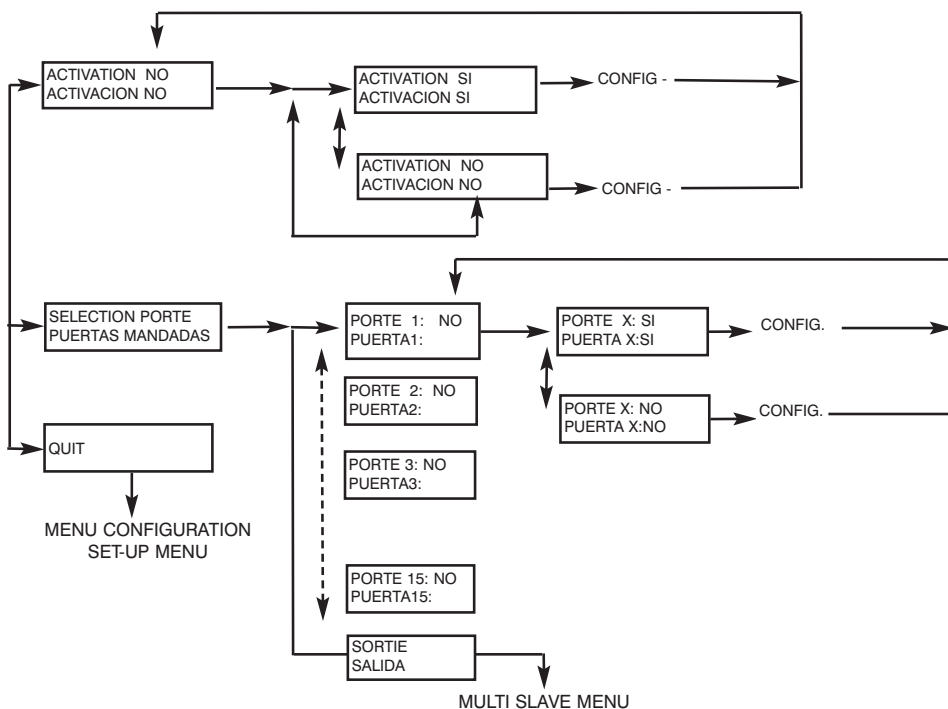 ACTIVATION NO
ACTIVACION NO
ACTIVATION SI
ACTIVACION SI
CONFIG -
ACTIVATION NO
ACTIVACION NO
CONFIG -
SELECTION PORTE
PUERTAS MANDADAS
PORTE 1: NO
PUERTA1:
PORTE X: SI
PUERTA X:SI
CONFIG.
PORTE 2: NO
PUERTA2:
PORTE X: NO
PUERTA X:NO
CONFIG.
QUIT
PORTE 3: NO
PUERTA3:
MENU CONFIGURATION
SET-UP MENU
PORTE 15: NO
PUERTA15:
SORTIE
SALIDA
MULTI SLAVE MENU